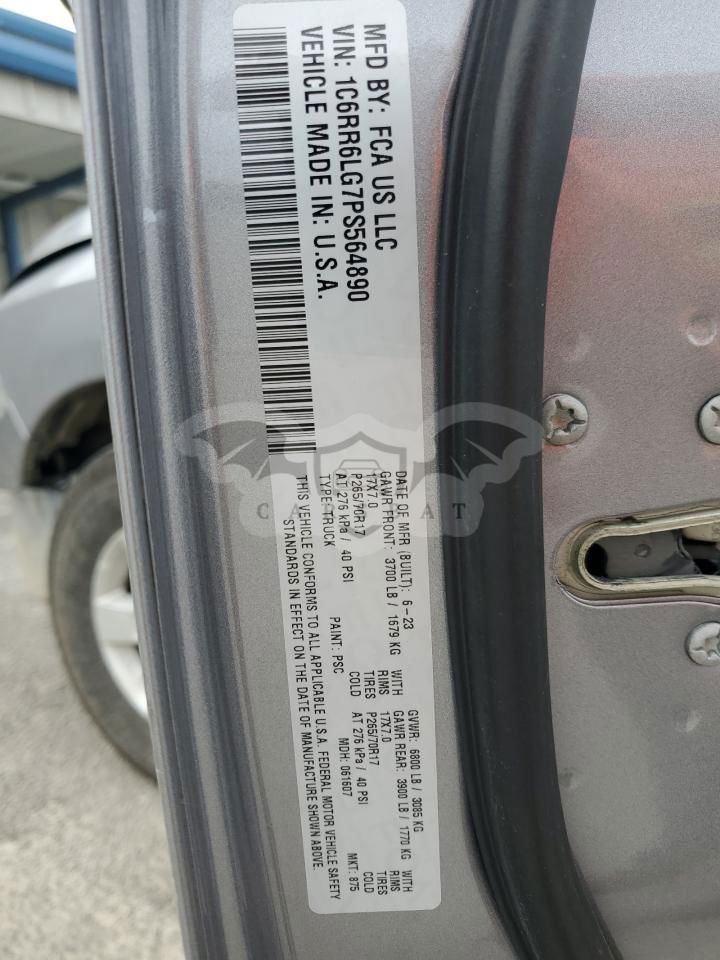 MFD BY: FCA US LLC
VIN: 1C6RR6LG7PS564890
VEHICLE MADE IN: U.S.A.
DATE OF MFR (BUILT): 6-23 GVWR: 6800 LB / 3085 KG
GAWR FRONT: 3700 LB / 1679 KG WITH GAWR REAR: 3900 LB / 1770 KG WITH
17X7.0 RIMS 17X7.0 RIMS
P265/70R17 TIRES P265/70R17 TIRES
AT 276 kPa / 40 PSI COLD AT 276 kPa / 40 PSI COLD
TYPE: TRUCK PAINT: PSC MDH: 061607 MKT: 875
THIS VEHICLE CONFORMS TO ALL APPLICABLE U.S.A. FEDERAL MOTOR VEHICLE SAFETY
STANDARDS IN EFFECT ON THE DATE OF MANUFACTURE SHOWN ABOVE.